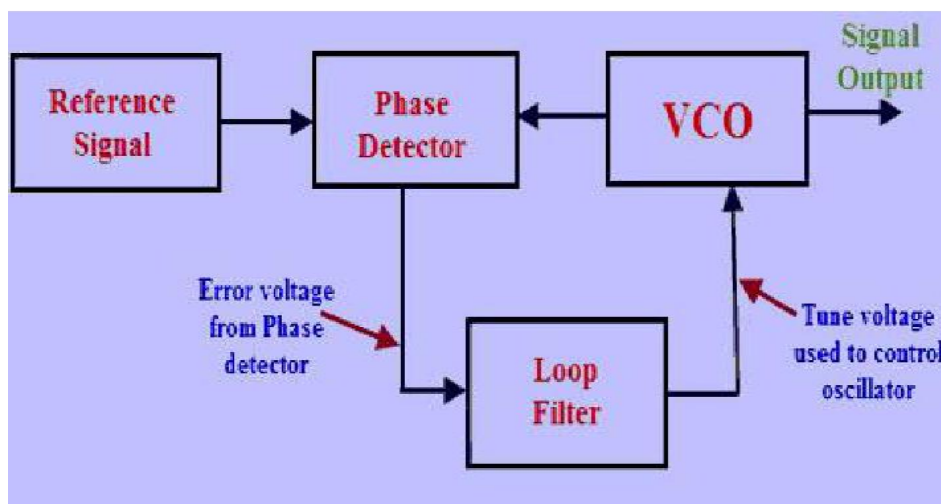 Signal
Output
Reference
Signal
Phase
Detector
VCO
Error voltage
from Phase
detector
Loop
Filter
Tune voltage
used to control
oscillator